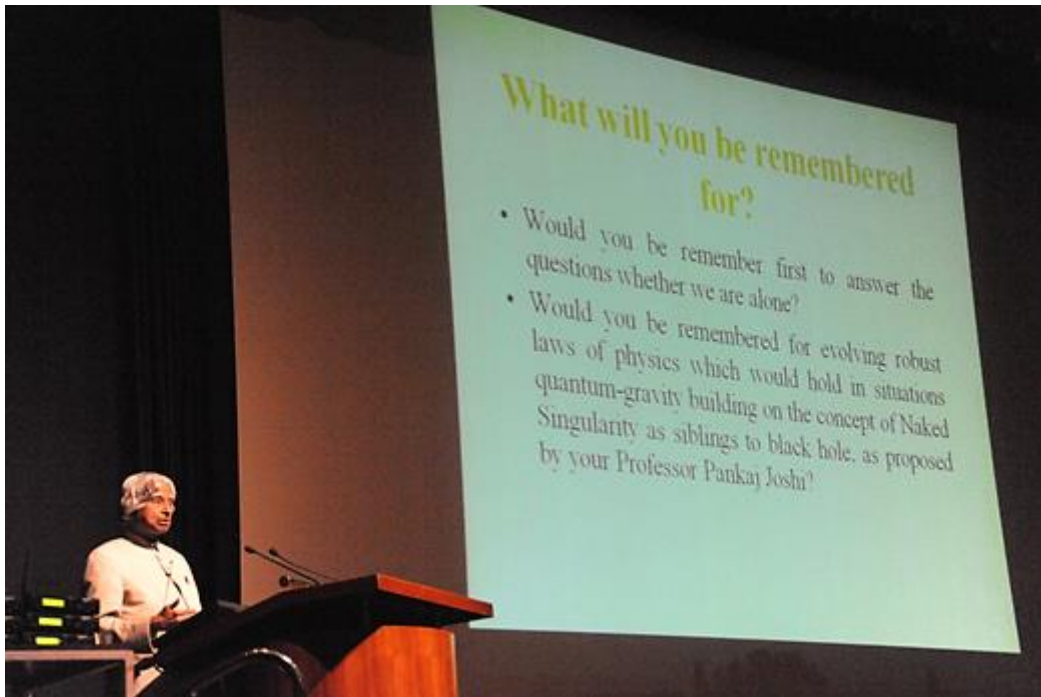 What will you be remembered
for?
• Would you be remember first to answer the
questions whether we are alone?
• Would you be remembered for evolving robust
laws of physics which would hold in situations
quantum-gravity building on the concept of Naked
Singularity as siblings to black hole, as proposed
by your Professor Pankaj Joshi?